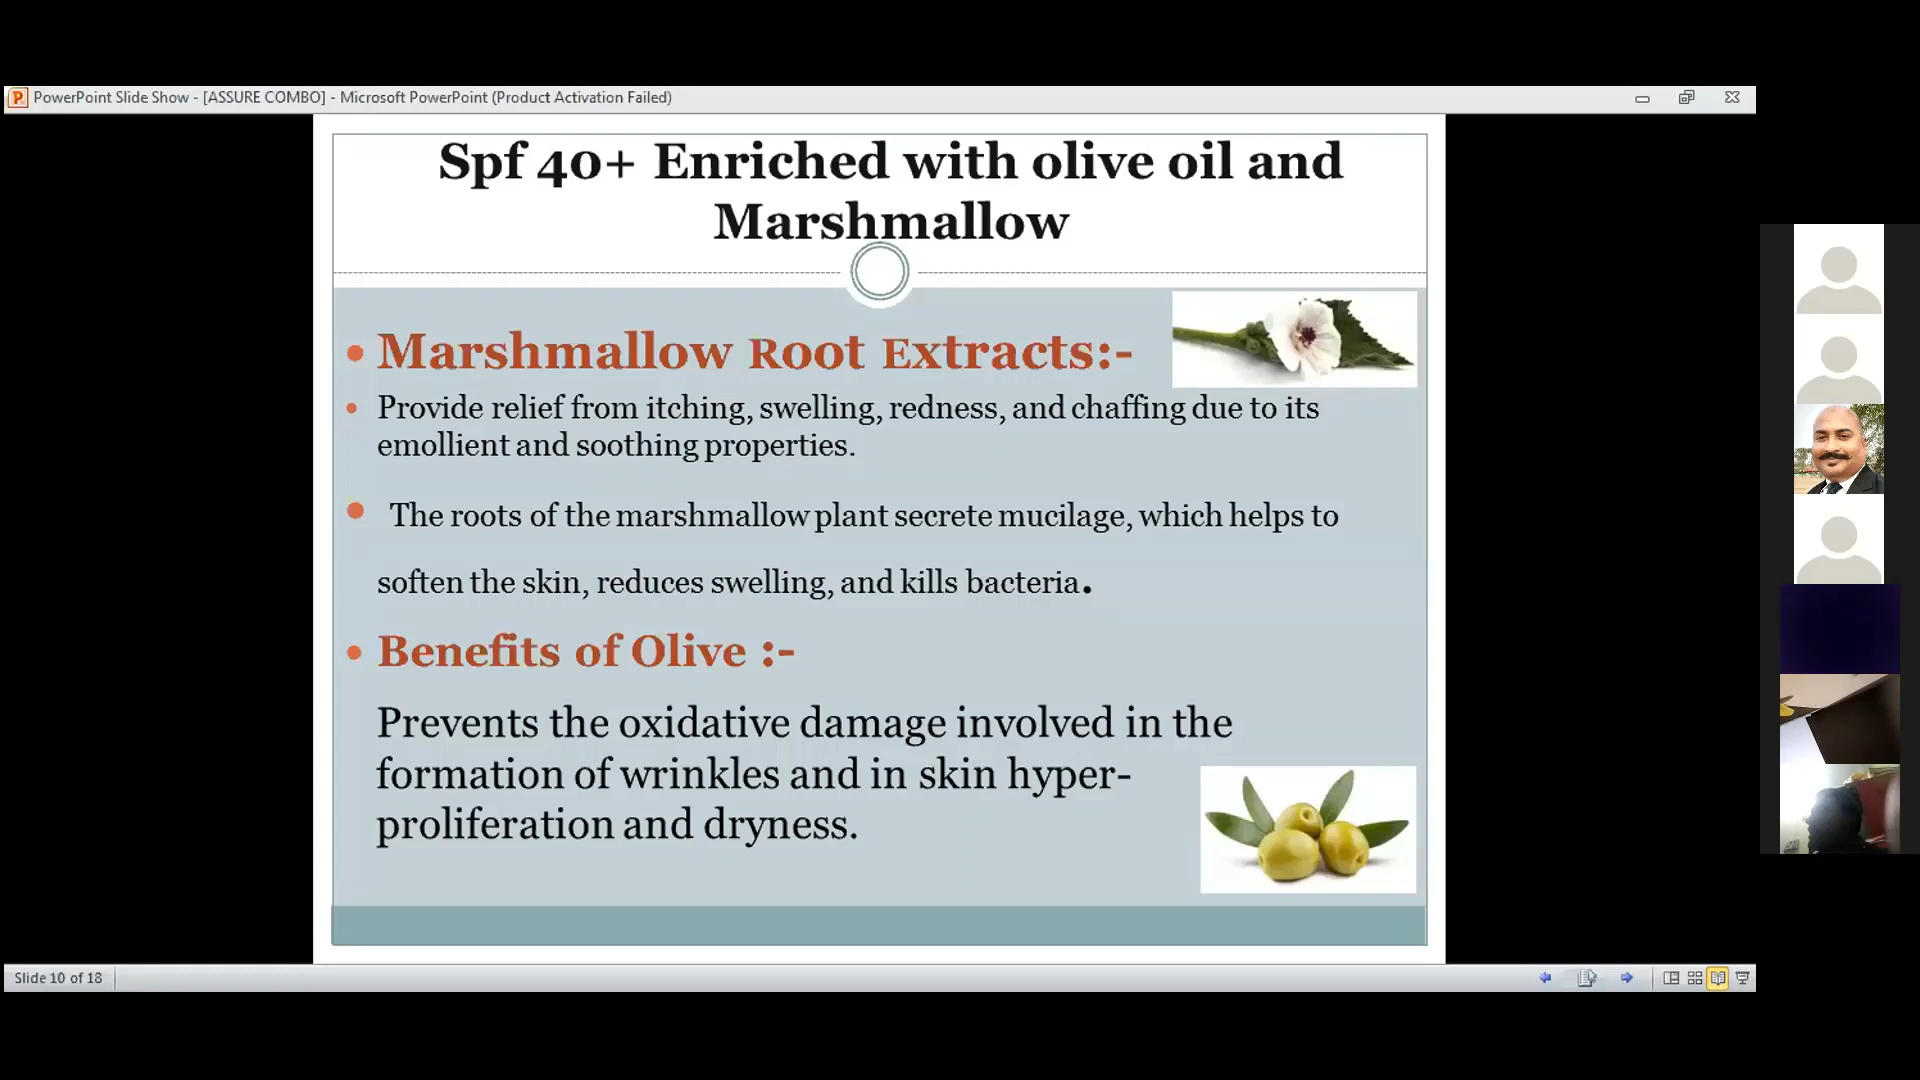 PowerPoint Slide Show - [ASSURE COMBO] - Microsoft PowerPoint (Product Activation Failed)
Spf 40+ Enriched with olive oil and
Marshmallow
• Marshmallow Root Extracts:-
• Provide relief from itching, swelling, redness, and chaffing due to its
emollient and soothing properties.
• The roots of the marshmallow plant secrete mucilage, which helps to
soften the skin, reduces swelling, and kills bacteria.
• Benefits of Olive :-
Prevents the oxidative damage involved in the
formation of wrinkles and in skin hyper-
proliferation and dryness.
Slide 10 of 18